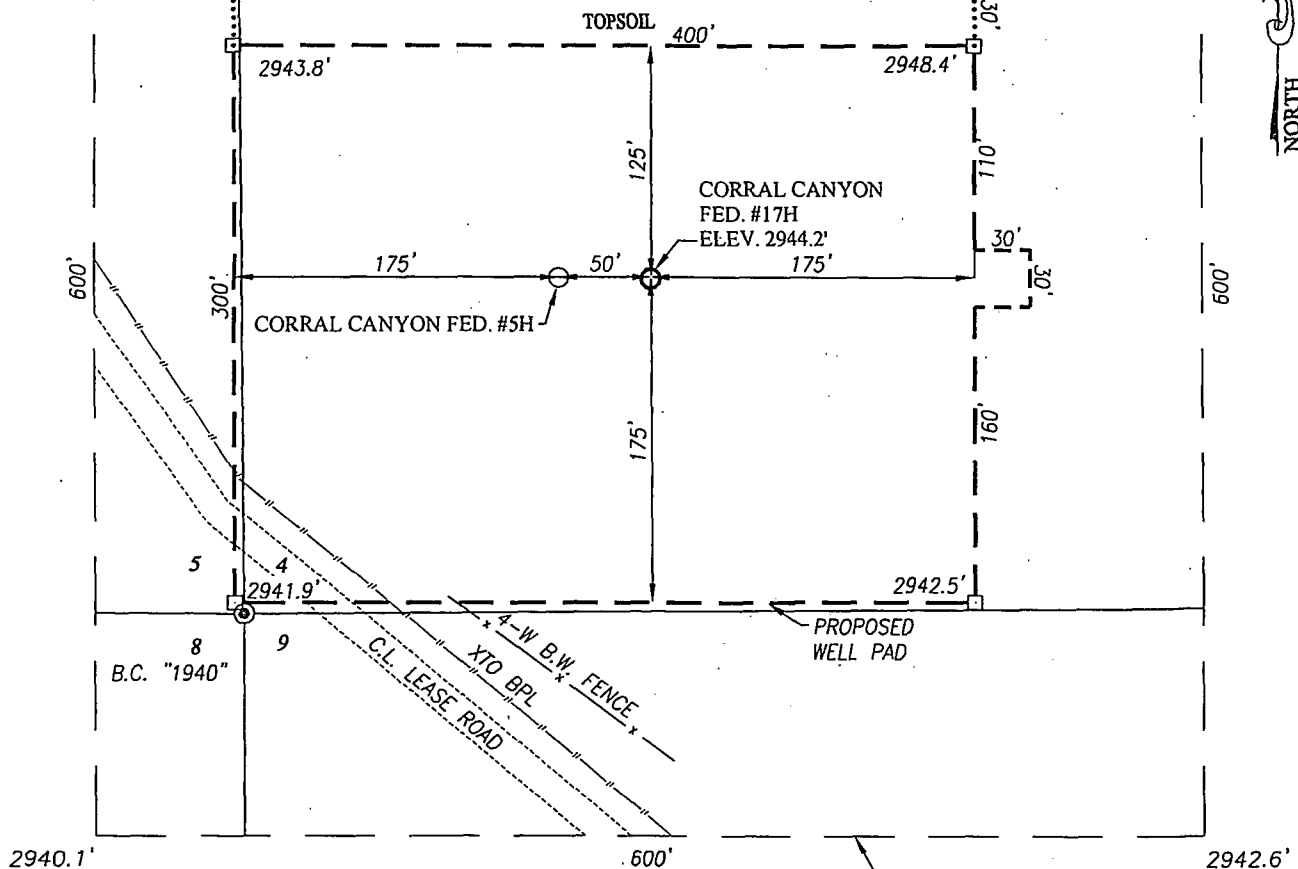 30'
TOPSOIL
400'
2943.8'
2948.4'
NORTH
125'
110'
CORRAL CANYON
FED. #17H
ELEV. 2944.2'
30'
30'
175'
50'
175'
600'
300'
600'
CORRAL CANYON FED. #5H
175'
160'
5
4
2941.9'
2942.5'
8
9
B.C. "1940"
4-W B.W. FENCE
XTO BPL
C.L. LEASE ROAD
PROPOSED
WELL PAD
2940.1'
600'
2942.6'